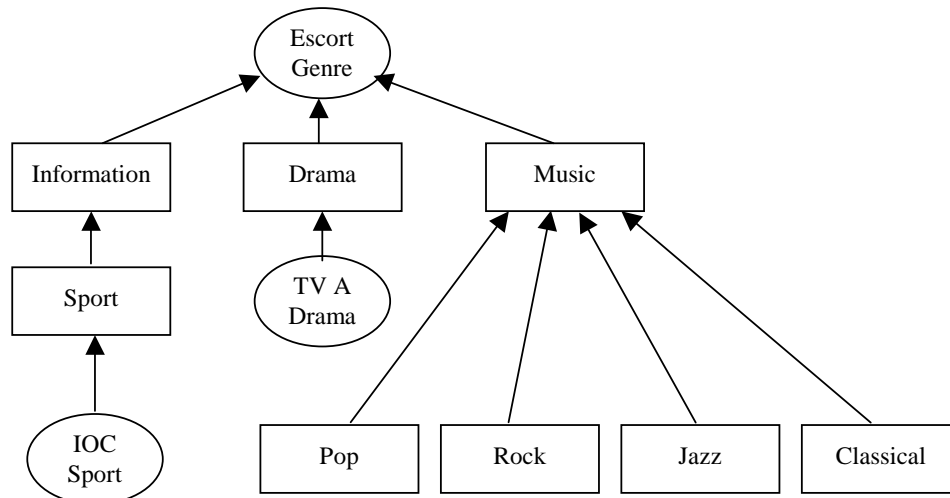 Escort
Genre
Information
Drama
Music
Sport
TV A
Drama
IOC
Sport
Pop
Rock
Jazz
Classical